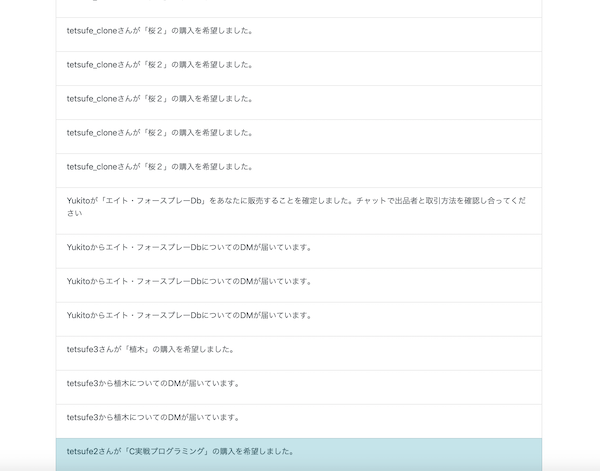 tetsufe_cloneさんが「桜２」の購入を希望しました。
tetsufe_cloneさんが「桜２」の購入を希望しました。
tetsufe_cloneさんが「桜２」の購入を希望しました。
tetsufe_cloneさんが「桜２」の購入を希望しました。
tetsufe_cloneさんが「桜２」の購入を希望しました。
Yukitoが「エイト・フォースプレーDb」をあなたに販売することを確定しました。チャットで出品者と取引方法を確認し合ってくだ
さい
Yukitoからエイト・フォースプレーDbについてのDMが届いています。
Yukitoからエイト・フォースプレーDbについてのDMが届いています。
Yukitoからエイト・フォースプレーDbについてのDMが届いています。
tetsufe3さんが「植木」の購入を希望しました。
tetsufe3から植木についてのDMが届いています。
tetsufe3から植木についてのDMが届いています。
tetsufe2さんが「C実戦プログラミング」の購入を希望しました。